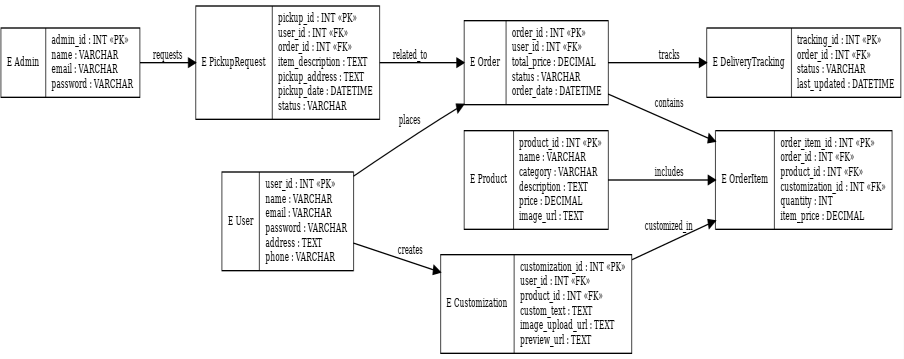 E Admin
admin_id : INT «PK»
name : VARCHAR
email : VARCHAR
password : VARCHAR
requests
E PickupRequest
pickup_id : INT «PK»
user_id : INT «FK»
order_id : INT «FK»
item_description : TEXT
pickup_address : TEXT
pickup_date : DATETIME
status : VARCHAR
related_to
E Order
order_id : INT «PK»
user_id : INT «FK»
total_price : DECIMAL
status : VARCHAR
order_date : DATETIME
tracks
E DeliveryTracking
tracking_id : INT «PK»
order_id : INT «FK»
status : VARCHAR
last_updated : DATETIME
contains
places
E Product
product_id : INT «PK»
name : VARCHAR
category : VARCHAR
description : TEXT
price : DECIMAL
image_url : TEXT
includes
E OrderItem
order_item_id : INT «PK»
order_id : INT «FK»
product_id : INT «FK»
customization_id : INT «FK»
quantity : INT
item_price : DECIMAL
E User
user_id : INT «PK»
name : VARCHAR
email : VARCHAR
password : VARCHAR
address : TEXT
phone : VARCHAR
creates
customized_in
E Customization
customization_id : INT «PK»
user_id : INT «FK»
product_id : INT «FK»
custom_text : TEXT
image_upload_url : TEXT
preview_url : TEXT